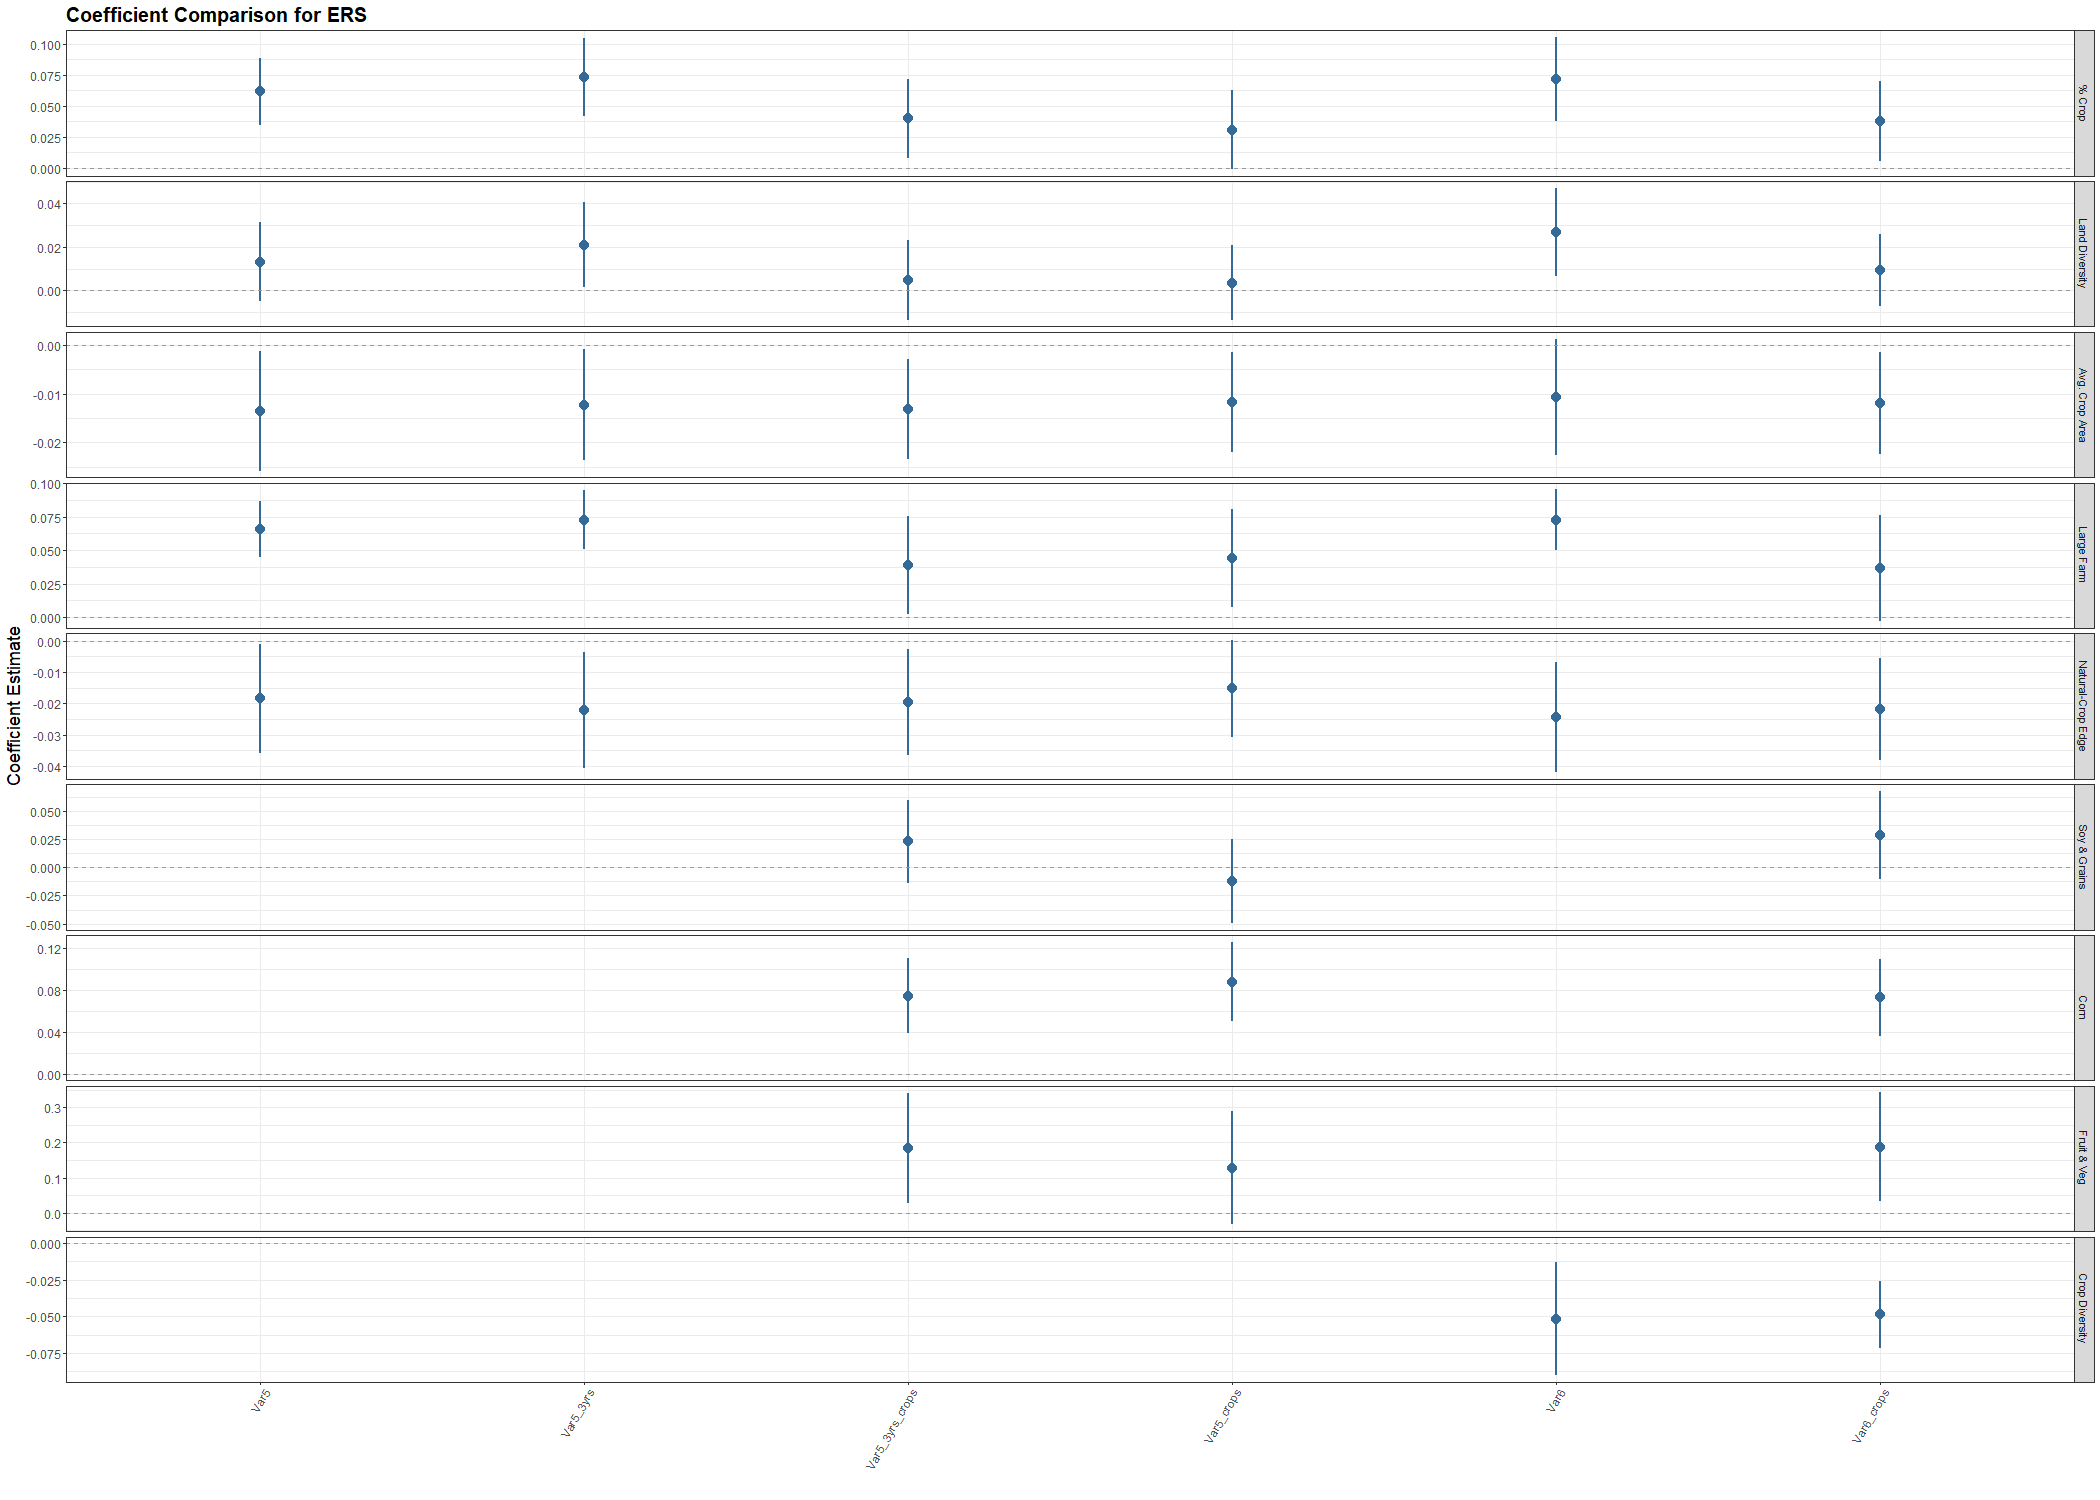 Coefficient Comparison for ERS
Coefficient Estimate
0.100
0.075
0.050
0.025
0.000
% Crop
0.04
0.02
0.00
Land Diversity
0.00
-0.01
-0.02
Avg. Crop Area
0.100
0.075
0.050
0.025
0.000
Large Farm
0.00
-0.01
-0.02
-0.03
-0.04
Natural-Crop Edge
0.050
0.025
0.000
-0.025
-0.050
Soy & Grains
0.12
0.08
0.04
0.00
Corn
0.3
0.2
0.1
0.0
Fruit & Veg
0.000
-0.025
-0.050
-0.075
Crop Diversity
Var5
Var5_3yrs
Var5_3yrs_crops
Var5_crops
Var6
Var6_crops